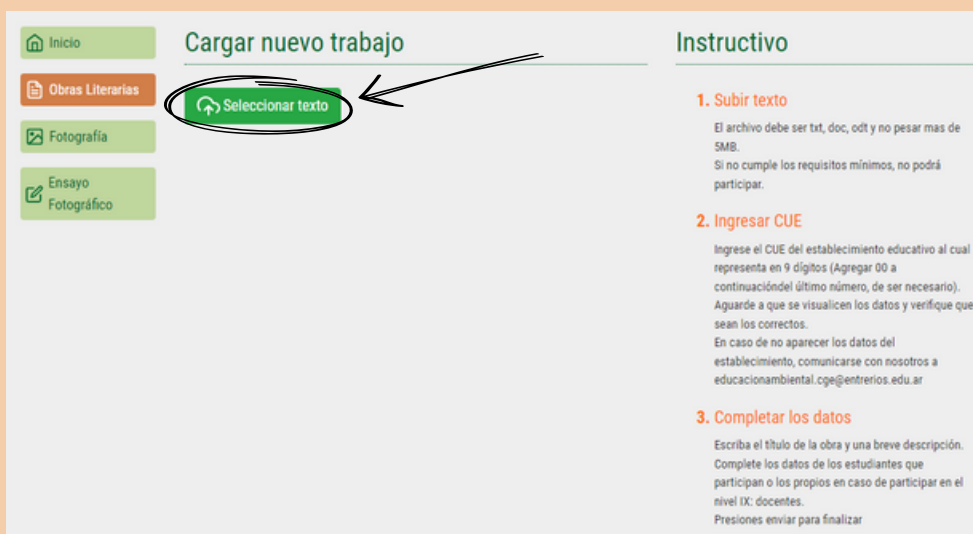 Inicio
Obras Literarias
Fotografía
Ensayo
Fotográfico
Cargar nuevo trabajo
Seleccionar texto
Instructivo
1. Subir texto
El archivo debe ser txt, doc, odt y no pesar mas de
5MB.
Si no cumple los requisitos mínimos, no podrá
participar.
2. Ingresar CUE
Ingrese el CUE del establecimiento educativo al cual
representa en 9 dígitos (Agregar 00 a
continuacióndel último número, de ser necesario).
Aguarde a que se visualicen los datos y verifique que
sean los correctos.
En caso de no aparecer los datos del
establecimiento, comunicarse con nosotros a
educacionambiental.cge@entrerios.edu.ar
3. Completar los datos
Escriba el título de la obra y una breve descripción.
Complete los datos de los estudiantes que
participan o los propios en caso de participar en el
nivel IX: docentes.
Presiones enviar para finalizar